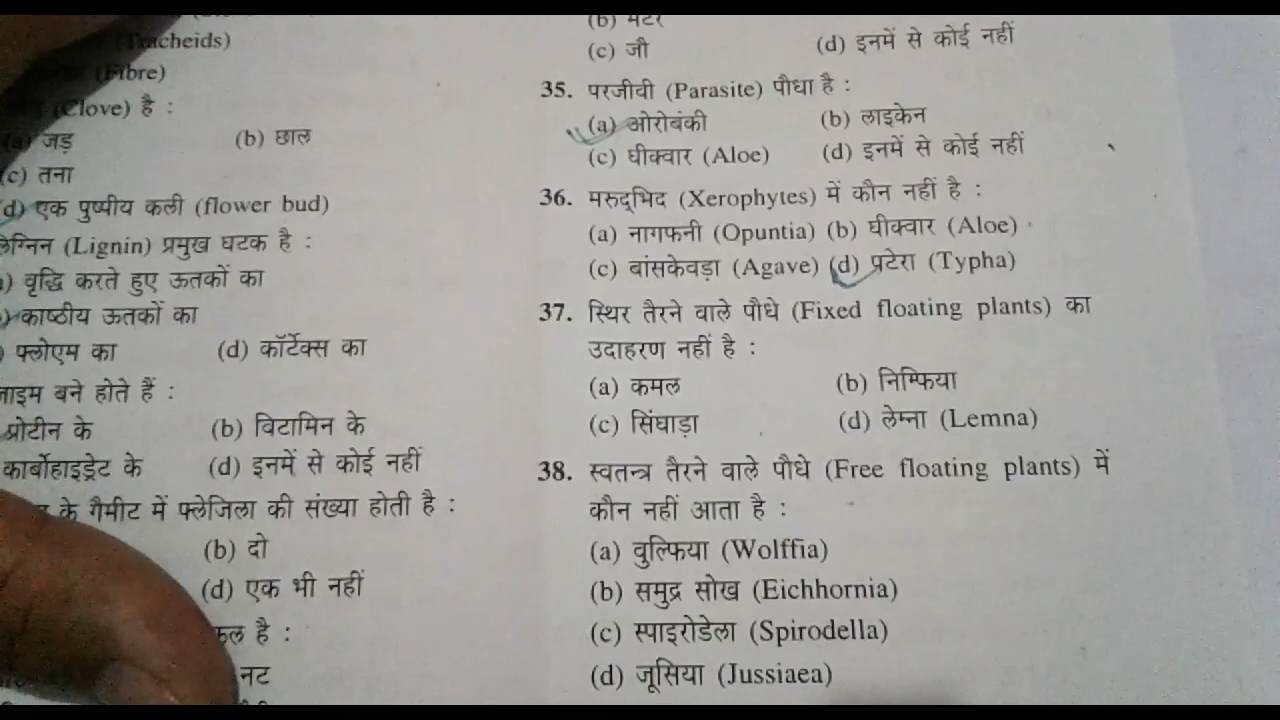 (Tracheids)
(Fibre)
(Clove) है :
(a) जड़ (b) छाल
(c) तना
(d) एक पुष्पीय कली (flower bud)
लेग्निन (Lignin) प्रमुख घटक है :
) वृद्धि करते हुए ऊतकों का
) काष्ठीय ऊतकों का
) फ्लोएम का (d) कॉर्टेक्स का
जाइम बने होते हैं :
प्रोटीन के (b) विटामिन के
कार्बोहाइड्रेट के (d) इनमें से कोई नहीं
के गैमीट में फ्लेजिला की संख्या होती है :
(b) दो
(d) एक भी नहीं
फल है :
नट
(b) मटर
(c) जौ (d) इनमें से कोई नहीं
35. परजीवी (Parasite) पौधा है :
(a) ओरोबंकी (b) लाइकेन
(c) घीक्वार (Aloe) (d) इनमें से कोई नहीं
36. मरुद्भिद (Xerophytes) में कौन नहीं है :
(a) नागफनी (Opuntia) (b) घीक्वार (Aloe)
(c) बांसकेवड़ा (Agave) (d) प्रटेरा (Typha)
37. स्थिर तैरने वाले पौधे (Fixed floating plants) का
उदाहरण नहीं है :
(a) कमल (b) निम्फिया
(c) सिंघाड़ा (d) लेम्ना (Lemna)
38. स्वतन्त्र तैरने वाले पौधे (Free floating plants) में
कौन नहीं आता है :
(a) वुल्फिया (Wolffia)
(b) समुद्र सोख (Eichhornia)
(c) स्पाइरोडेला (Spirodella)
(d) जूसिया (Jussiaea)